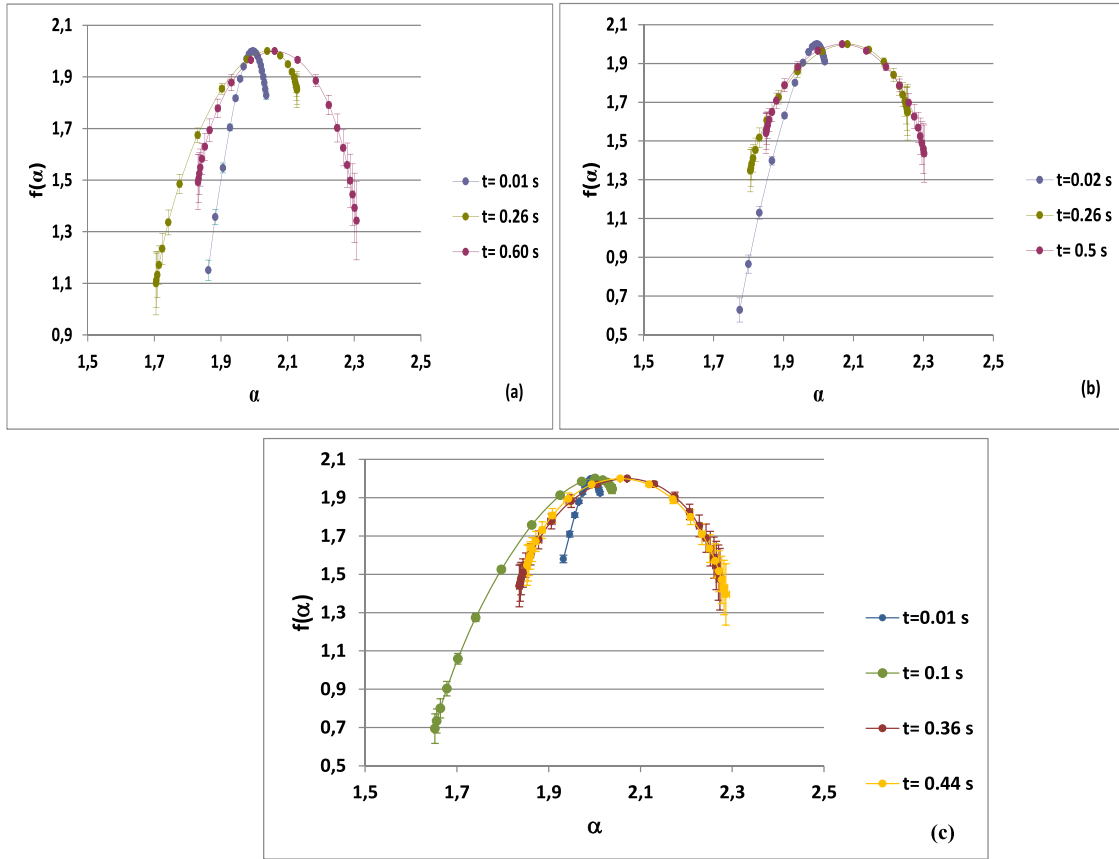 2,1
1,9
1,7
1,5
1,3
1,1
0,9
f(α)
t= 0.01 s
t= 0.26 s
t= 0.60 s
1,5 1,7 1,9 2,1 2,3 2,5
α
(a)
2,1
1,9
1,7
1,5
1,3
1,1
0,9
0,7
0,5
f(α)
t=0.02 s
t=0.26 s
t= 0.5 s
1,5 1,7 1,9 2,1 2,3 2,5
α
(b)
2,1
1,9
1,7
1,5
1,3
1,1
0,9
0,7
0,5
f(α)
t=0.01 s
t= 0.1 s
t= 0.36 s
t= 0.44 s
1,5 1,7 1,9 2,1 2,3 2,5
α
(c)